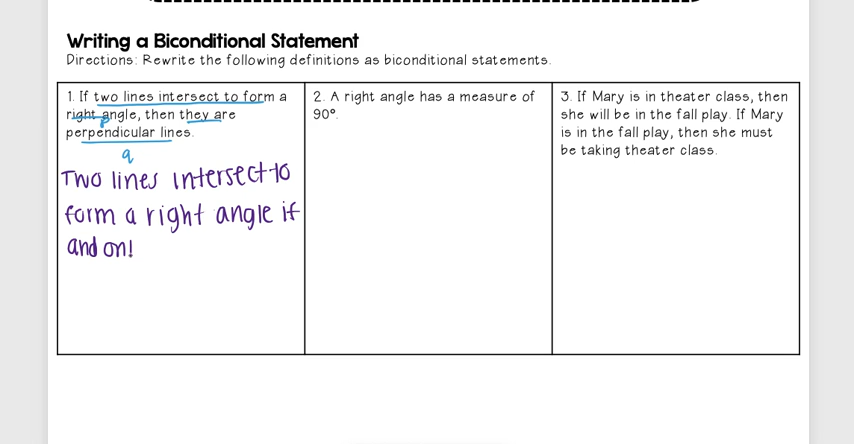 Writing a Biconditional Statement
Directions: Rewrite the following definitions as biconditional statements.
1. If two lines intersect to form a
right angle, then they are
perpendicular lines.
p
q
Two lines intersect to
form a right angle if
and onl
2. A right angle has a measure of
90°.
3. If Mary is in theater class, then
she will be in the fall play. If Mary
is in the fall play, then she must
be taking theater class.